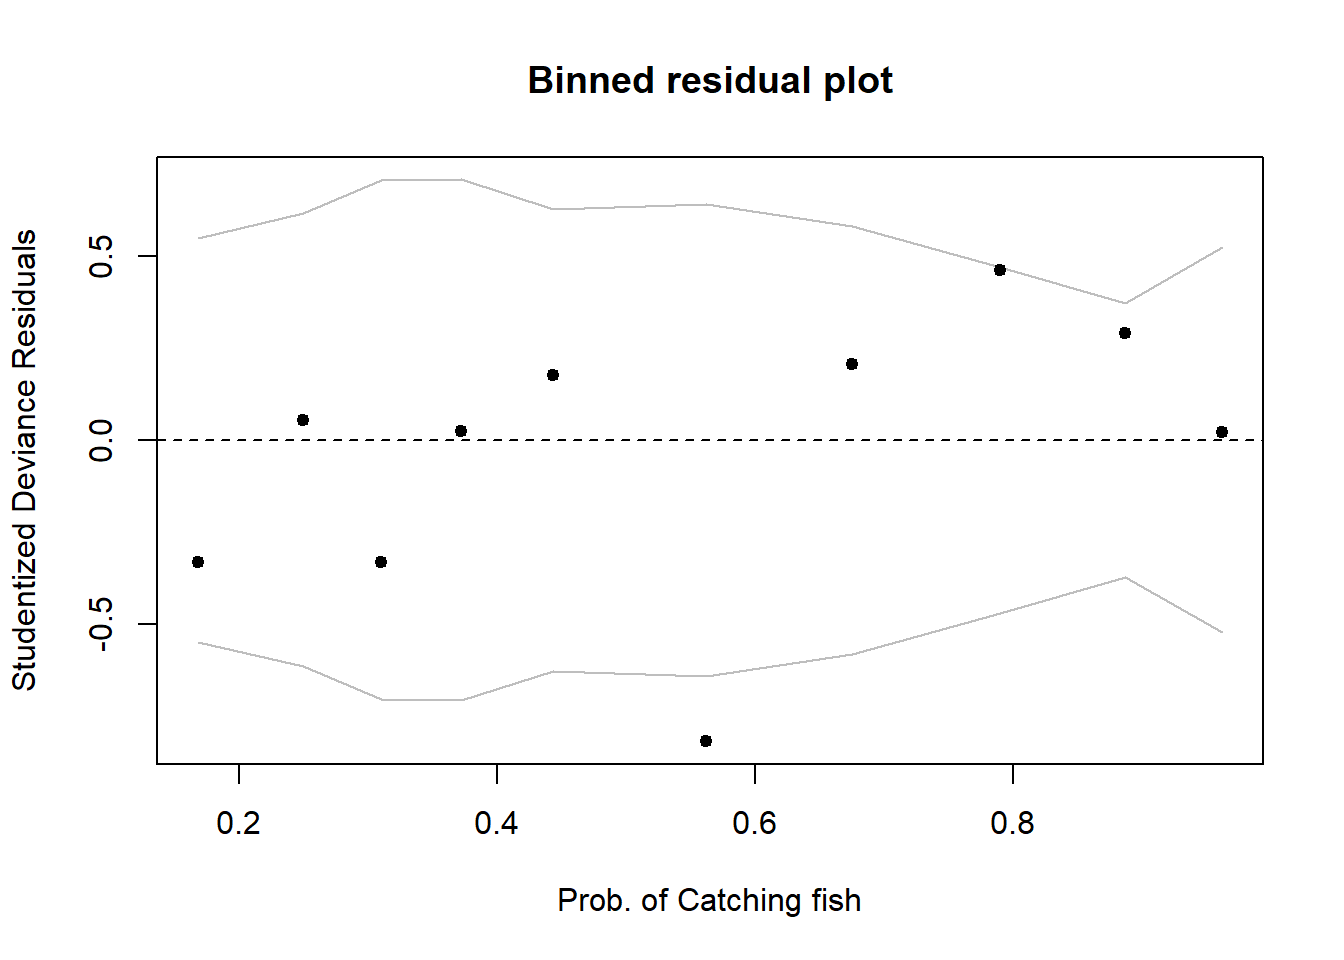 Binned residual plot
Studentized Deviance Residuals
0.5
0.0
-0.5
0.2 0.4 0.6 0.8
Prob. of Catching fish